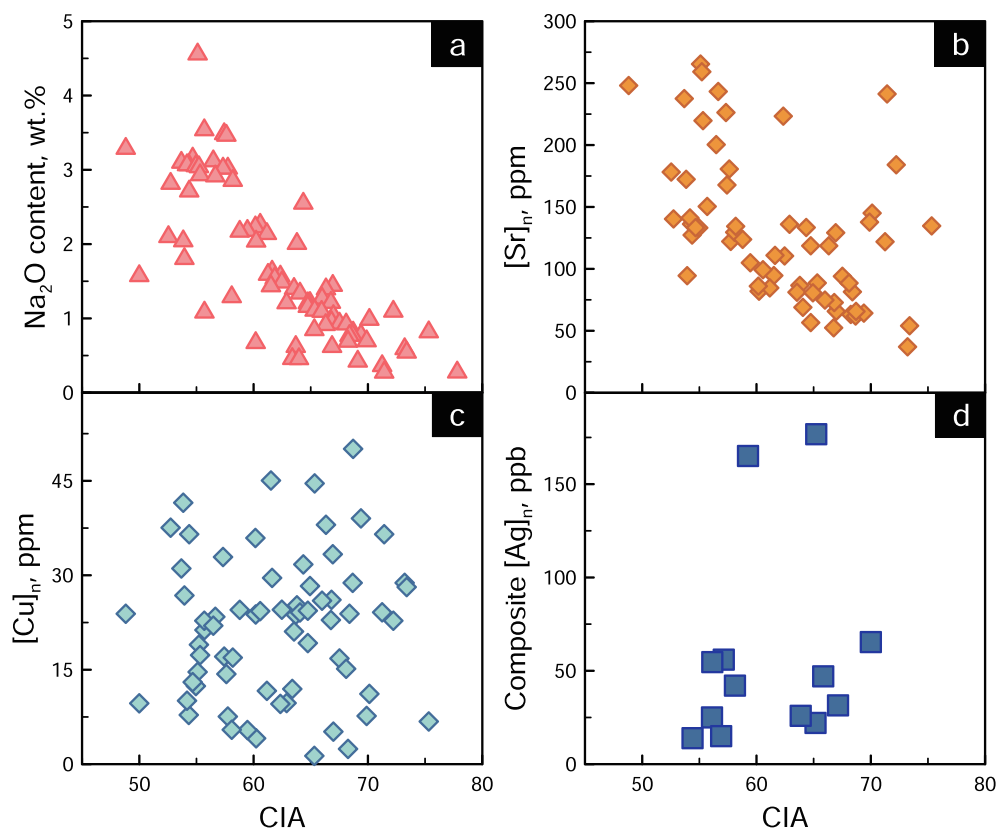 a
5
4
3
2
1
0
Na₂O content, wt.%
b
300
250
200
150
100
50
0
[Sr]ₙ, ppm
c
45
30
15
0
[Cu]ₙ, ppm
50 60 70 80
CIA
d
150
100
50
0
Composite [Ag]ₙ, ppb
50 60 70 80
CIA